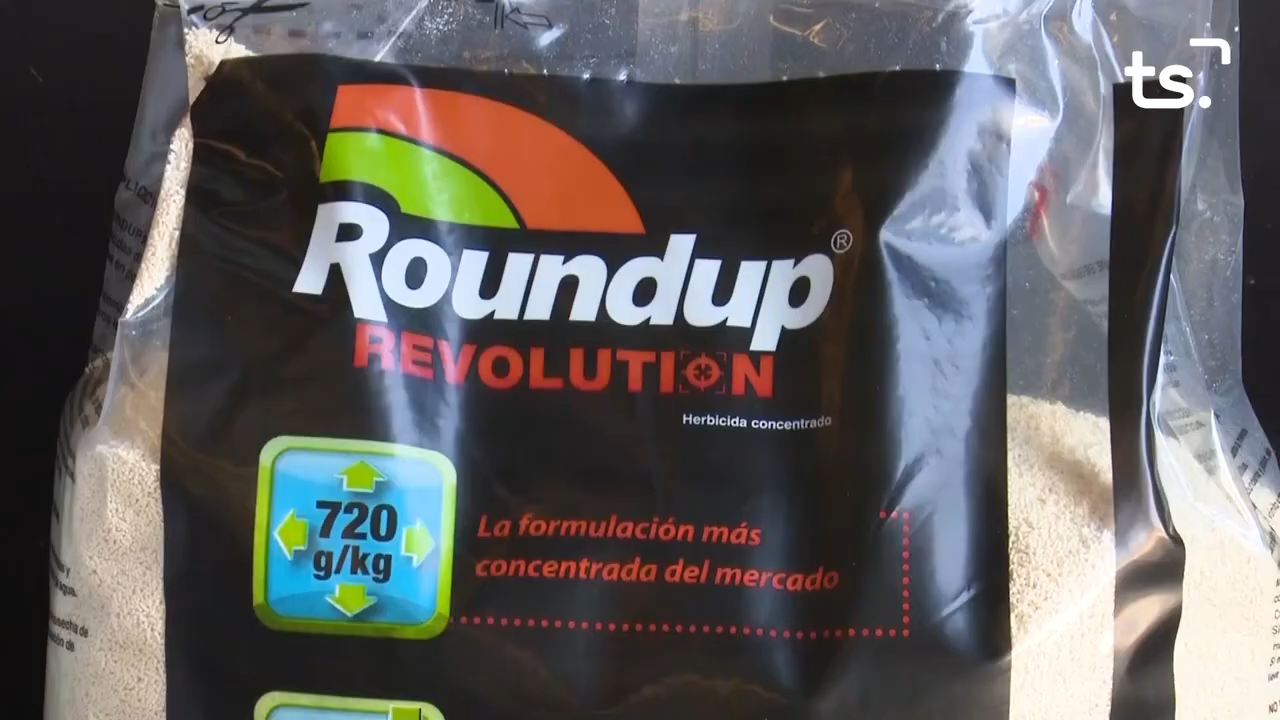 ts.
Roundup®
REVOLUTION
Herbicida concentrado
720
g/kg
La formulación más
concentrada del mercado